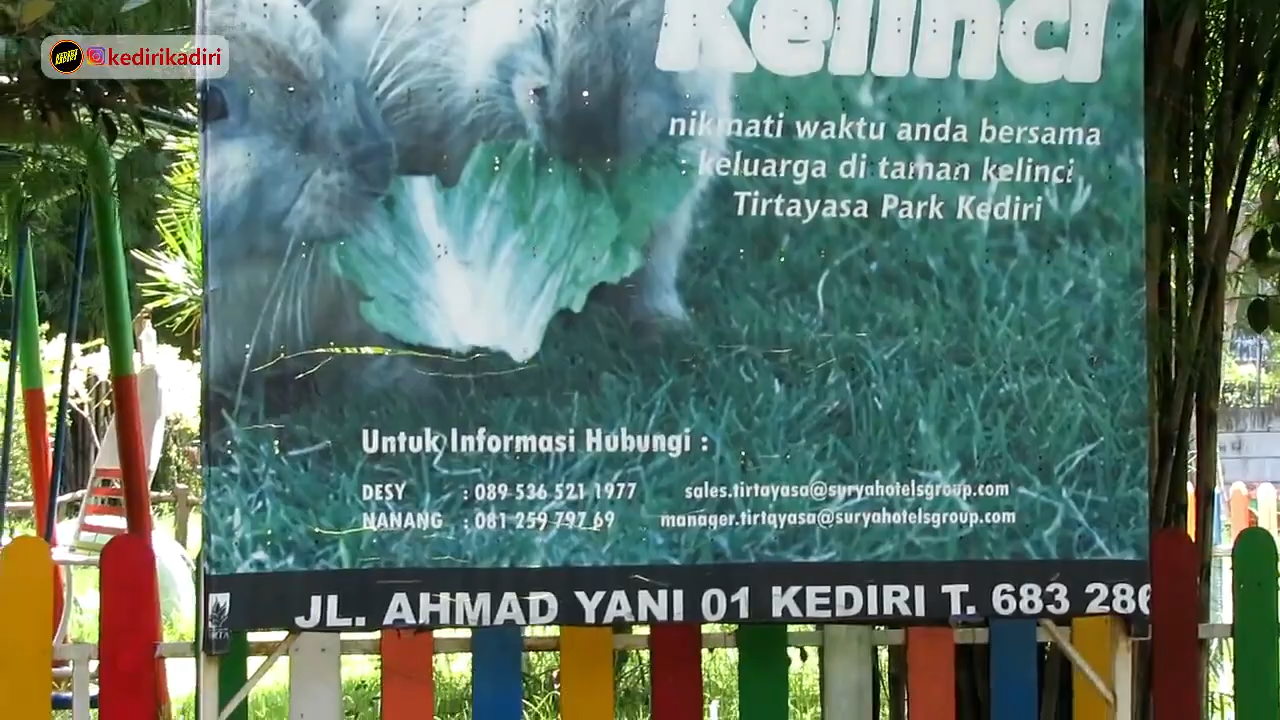 kedirikadiri
Kelinci
nikmati waktu anda bersama
keluarga di taman kelinci
Tirtayasa Park Kediri
Untuk Informasi Hubungi :
DESY : 089 536 521 1977 sales.tirtayasa@suryahotelsgroup.com
NANANG : 081 259 797 69 manager.tirtayasa@suryahotelsgroup.com
JL. AHMAD YANI 01 KEDIRI T. 683 286